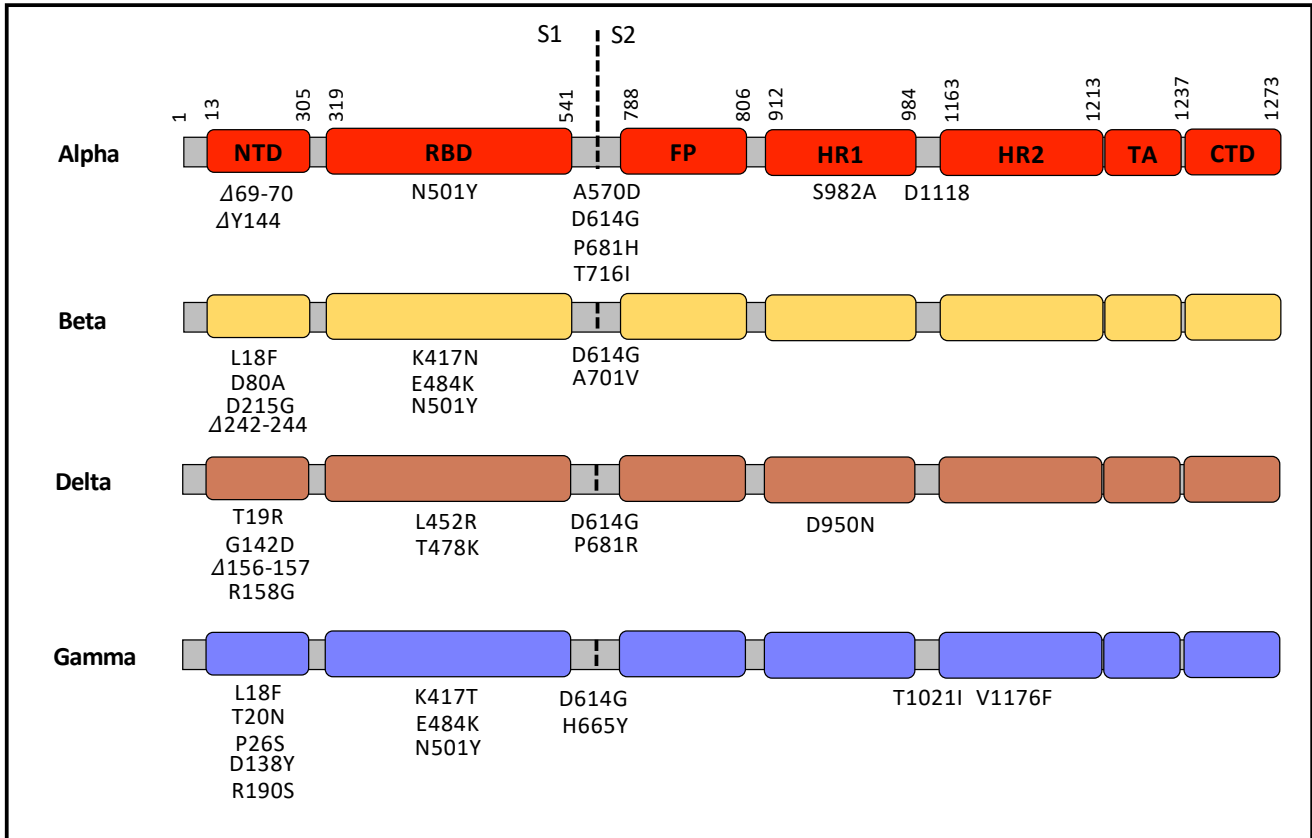 S1 S2
1 13 305 319 541 788 806 912 984 1163 1213 1237 1273
Alpha NTD RBD FP HR1 HR2 TA CTD
Δ69-70 N501Y A570D S982A D1118
ΔY144 D614G
P681H
T716I
Beta
L18F K417N D614G
D80A E484K A701V
D215G N501Y
Δ242-244
Delta
T19R L452R D614G D950N
G142D T478K P681R
Δ156-157
R158G
Gamma
L18F K417T D614G T1021I V1176F
T20N E484K H665Y
P26S N501Y
D138Y
R190S